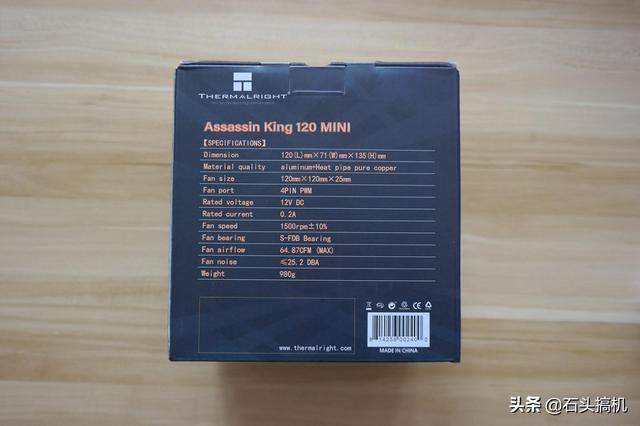 THERMALRIGHT
Assassin King 120 MINI
【SPECIFICATIONS】
Dimension 120(L)mm×71(W)mm×135(H)mm
Material quality aluminum+Heat pipe pure copper
Fan size 120mm×120mm×25mm
Fan port 4PIN PWM
Rated voltage 12V DC
Rated current 0.2A
Fan speed 1500rpm±10%
Fan bearing S-FDB Bearing
Fan airflow 64.87CFM (MAX)
Fan noise ≤25.2 DBA
Weight 980g
www.thermalright.com
MADE IN CHINA
头条 @石头搞机